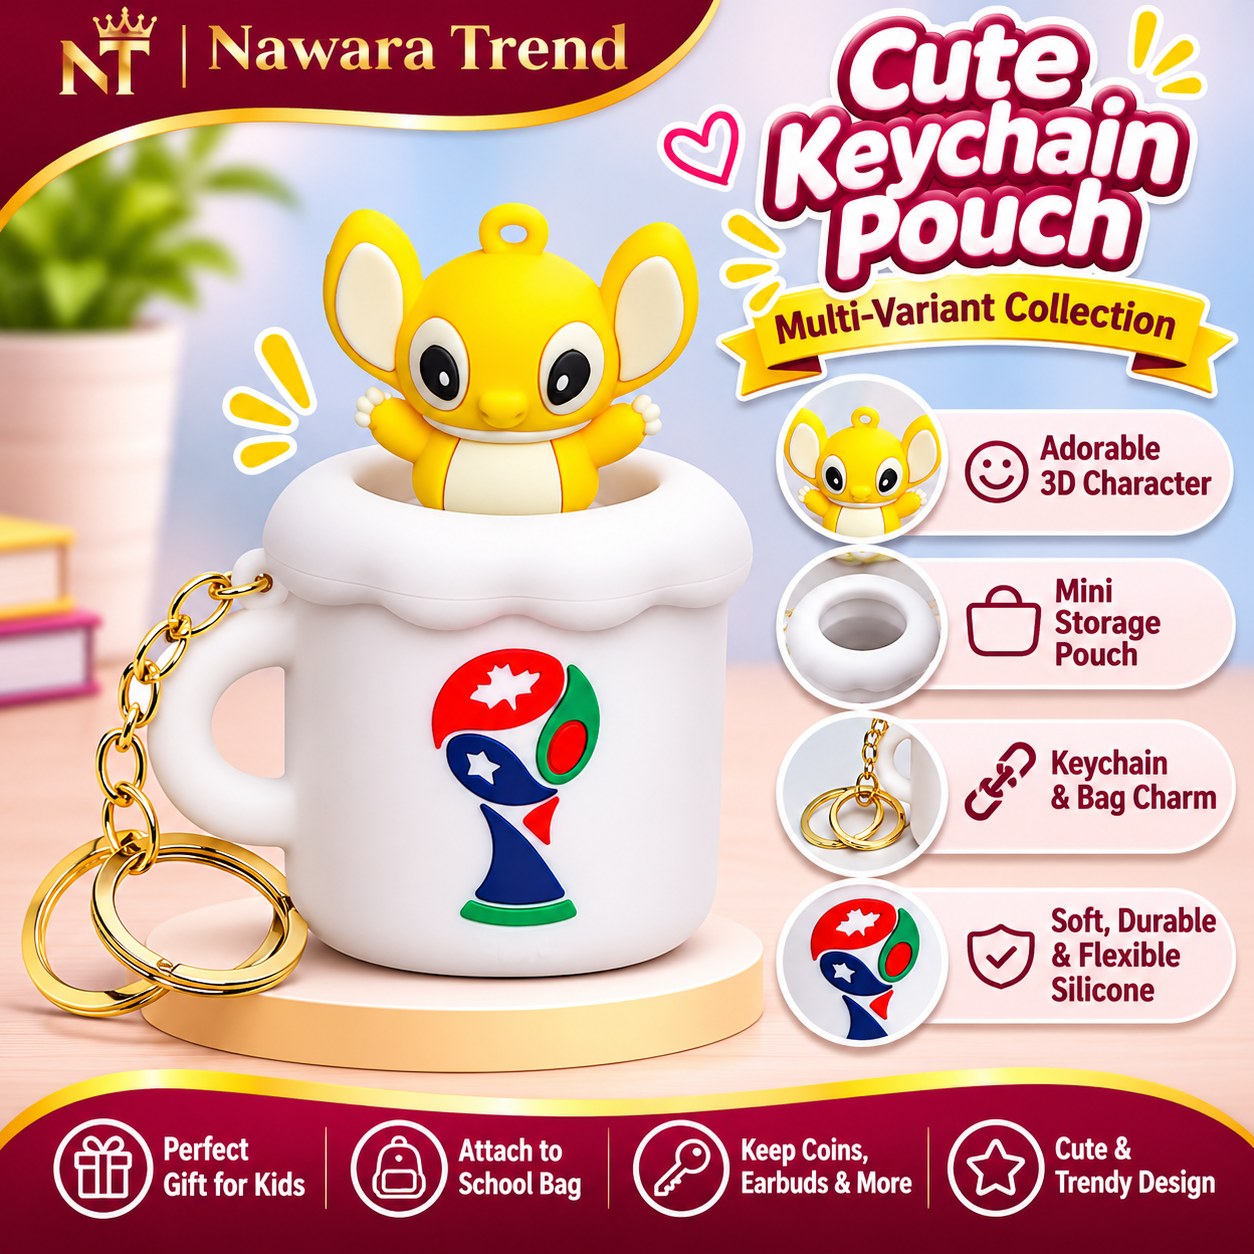 NT | Nawara Trend
Cute
Keychain
Pouch
Multi-Variant Collection
Adorable
3D Character
Mini
Storage
Pouch
Keychain
& Bag Charm
Soft, Durable
& Flexible
Silicone
Perfect
Gift for Kids
Attach to
School Bag
Keep Coins,
Earbuds & More
Cute &
Trendy Design